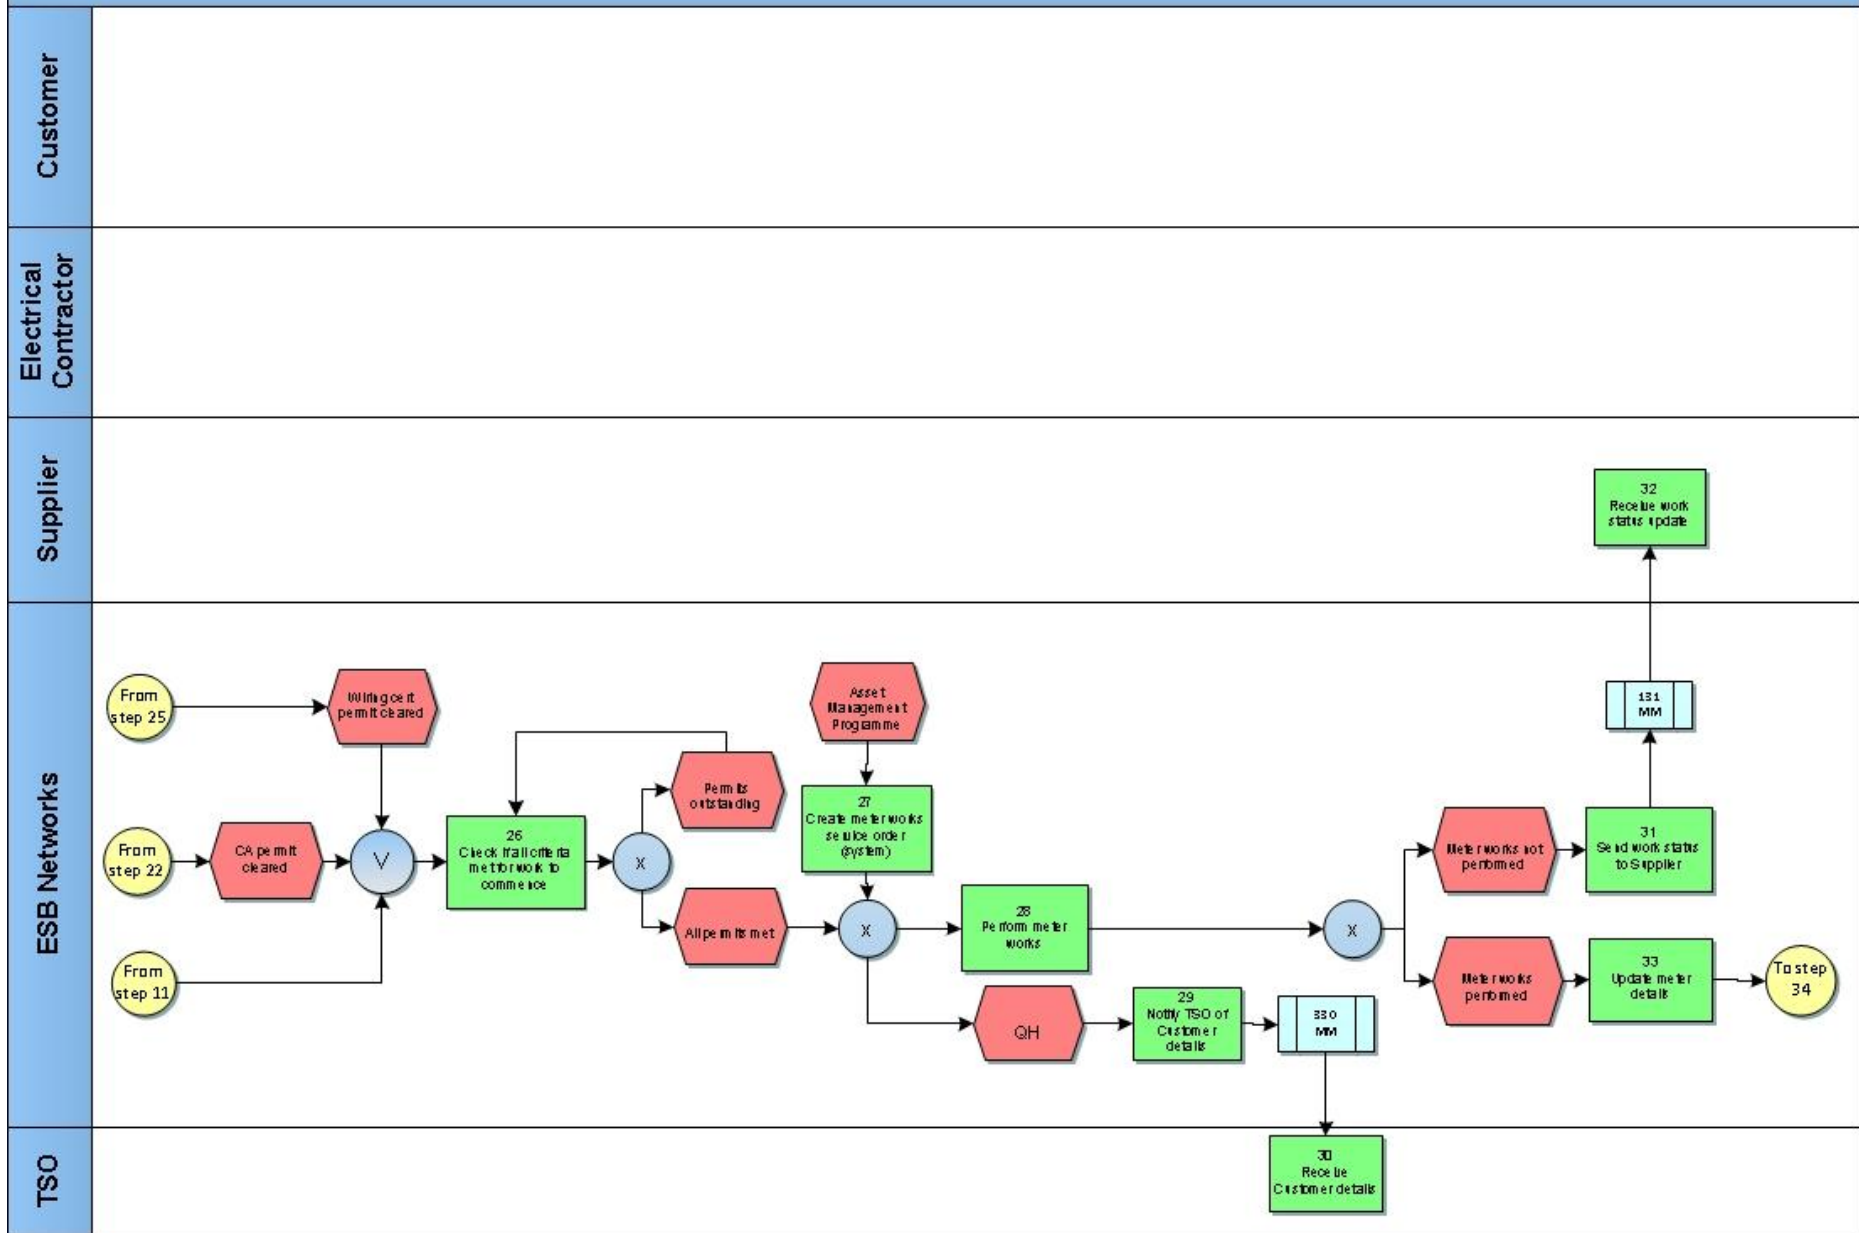 Customer
Electrical
Contractor
Supplier
32
Receive work
status update
ESB Networks
From
step 25
Wiring cert
permit cleared
Asset
Management
Programme
131
MM
Permits
outstanding
27
Create meter works
service order
(system)
From
step 22
CA permit
cleared
V
26
Check if all criteria
met for work to
commence
X
Meter works not
performed
31
Send work status
to Supplier
All permits met
X
28
Perform meter
works
X
From
step 11
Meter works
performed
33
Update meter
details
To step
34
QH
29
Notify TSO of
Customer
details
330
MM
TSO
30
Receive
Customer details